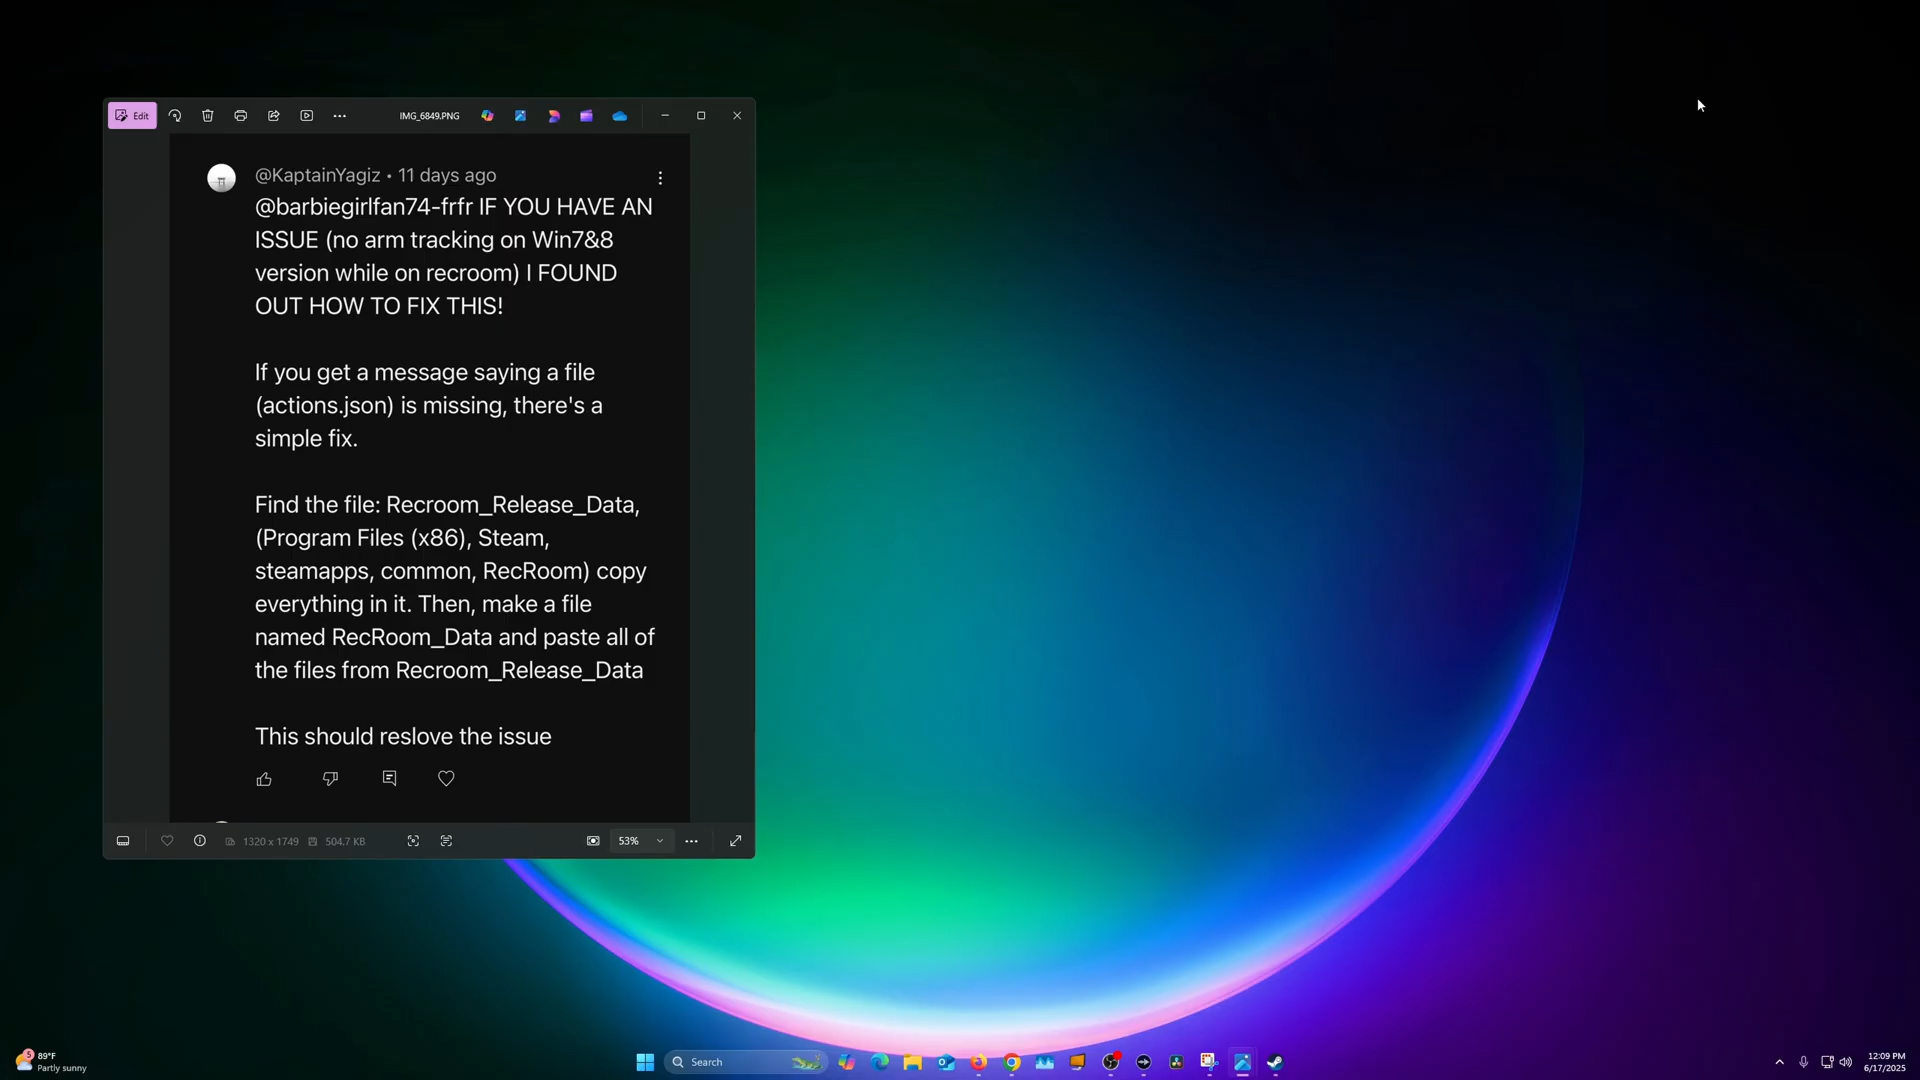 Edit
IMG_6849.PNG
@KaptainYagiz • 11 days ago
@barbiegirlfan74-frfr IF YOU HAVE AN
ISSUE (no arm tracking on Win7&8
version while on recroom) I FOUND
OUT HOW TO FIX THIS!
If you get a message saying a file
(actions.json) is missing, there's a
simple fix.
Find the file: Recroom_Release_Data,
(Program Files (x86), Steam,
steamapps, common, RecRoom) copy
everything in it. Then, make a file
named RecRoom_Data and paste all of
the files from Recroom_Release_Data
This should reslove the issue
1320 x 1749
504.7 KB
53%
5
89°F
Partly sunny
Search
12:09 PM
6/17/2025